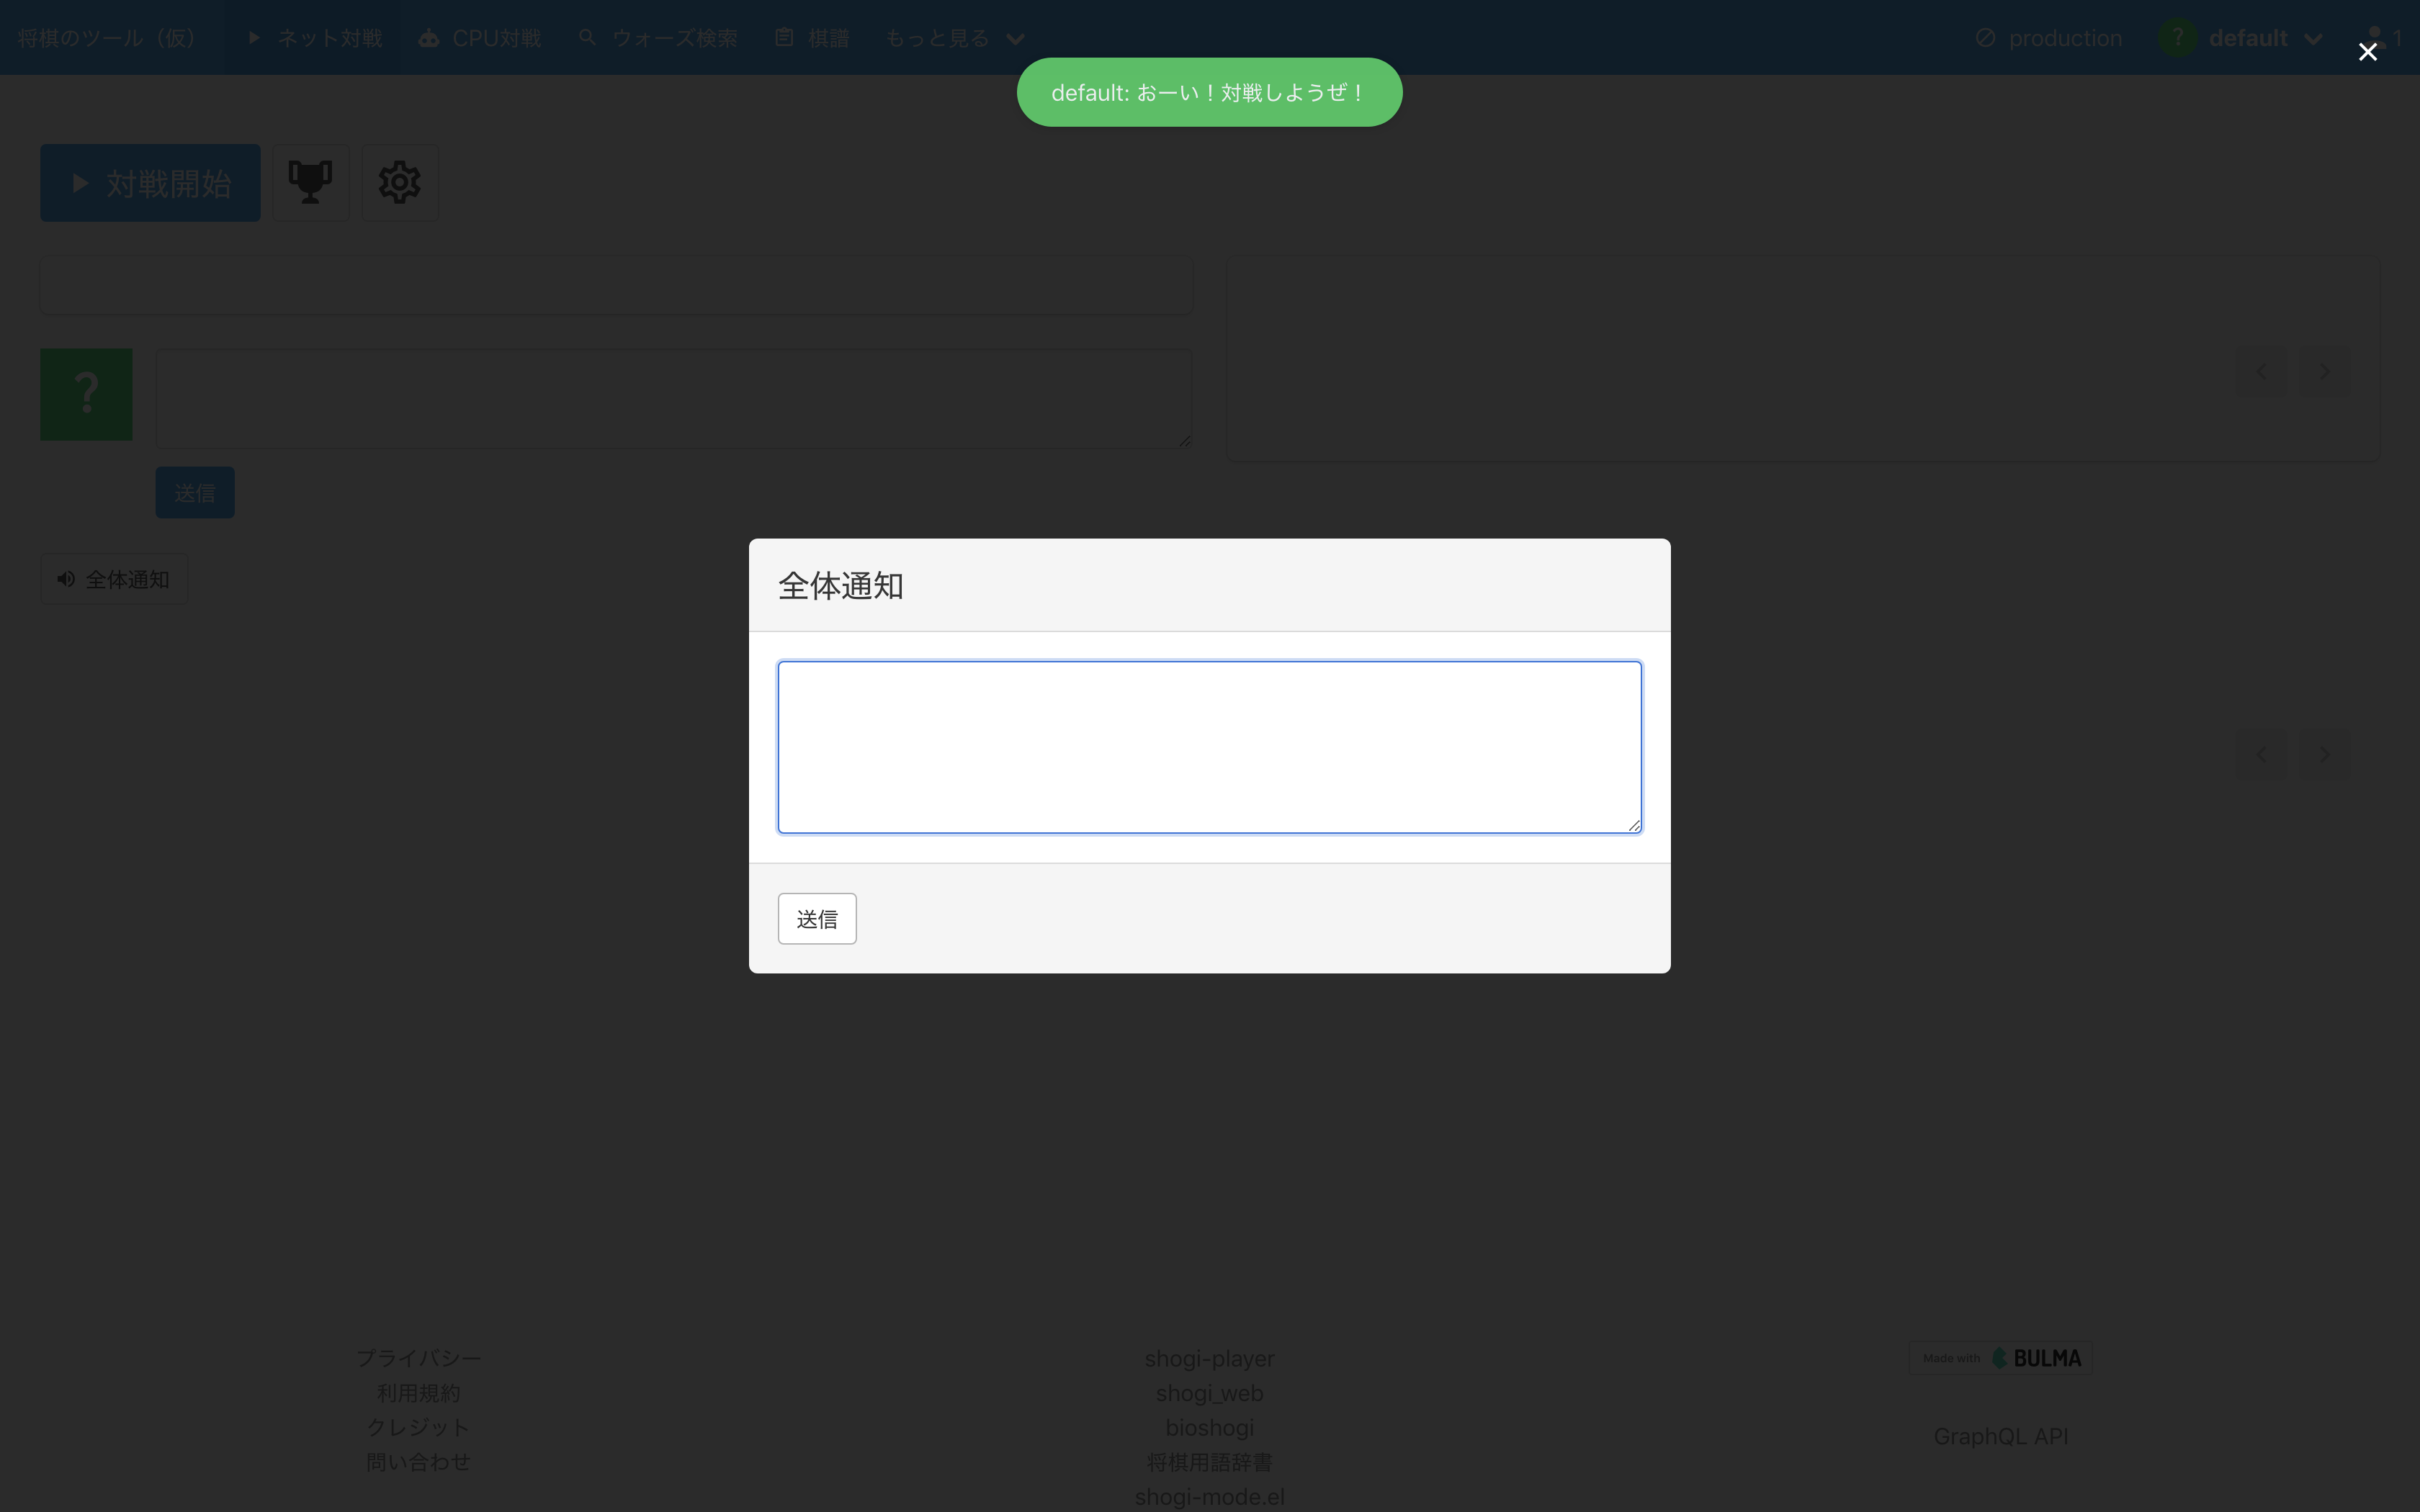 将棋のツール（仮） ネット対戦 CPU対戦 ウォーズ検索 棋譜 もっと見る production ? default 1
default: おーい！対戦しようぜ！
対戦開始
?
送信
全体通知
全体通知
送信
プライバシー
利用規約
クレジット
問い合わせ
shogi-player
shogi_web
bioshogi
将棋用語辞書
shogi-mode.el
Made with BULMA
GraphQL API